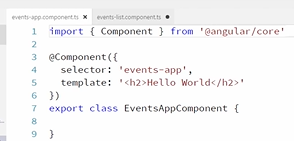 events-app.component.ts events-list.component.ts
1 import { Component } from '@angular/core'
2
3 @Component({
4 selector: 'events-app',
5 template: '<h2>Hello World</h2>'
6 })
7 export class EventsAppComponent {
8
9 }